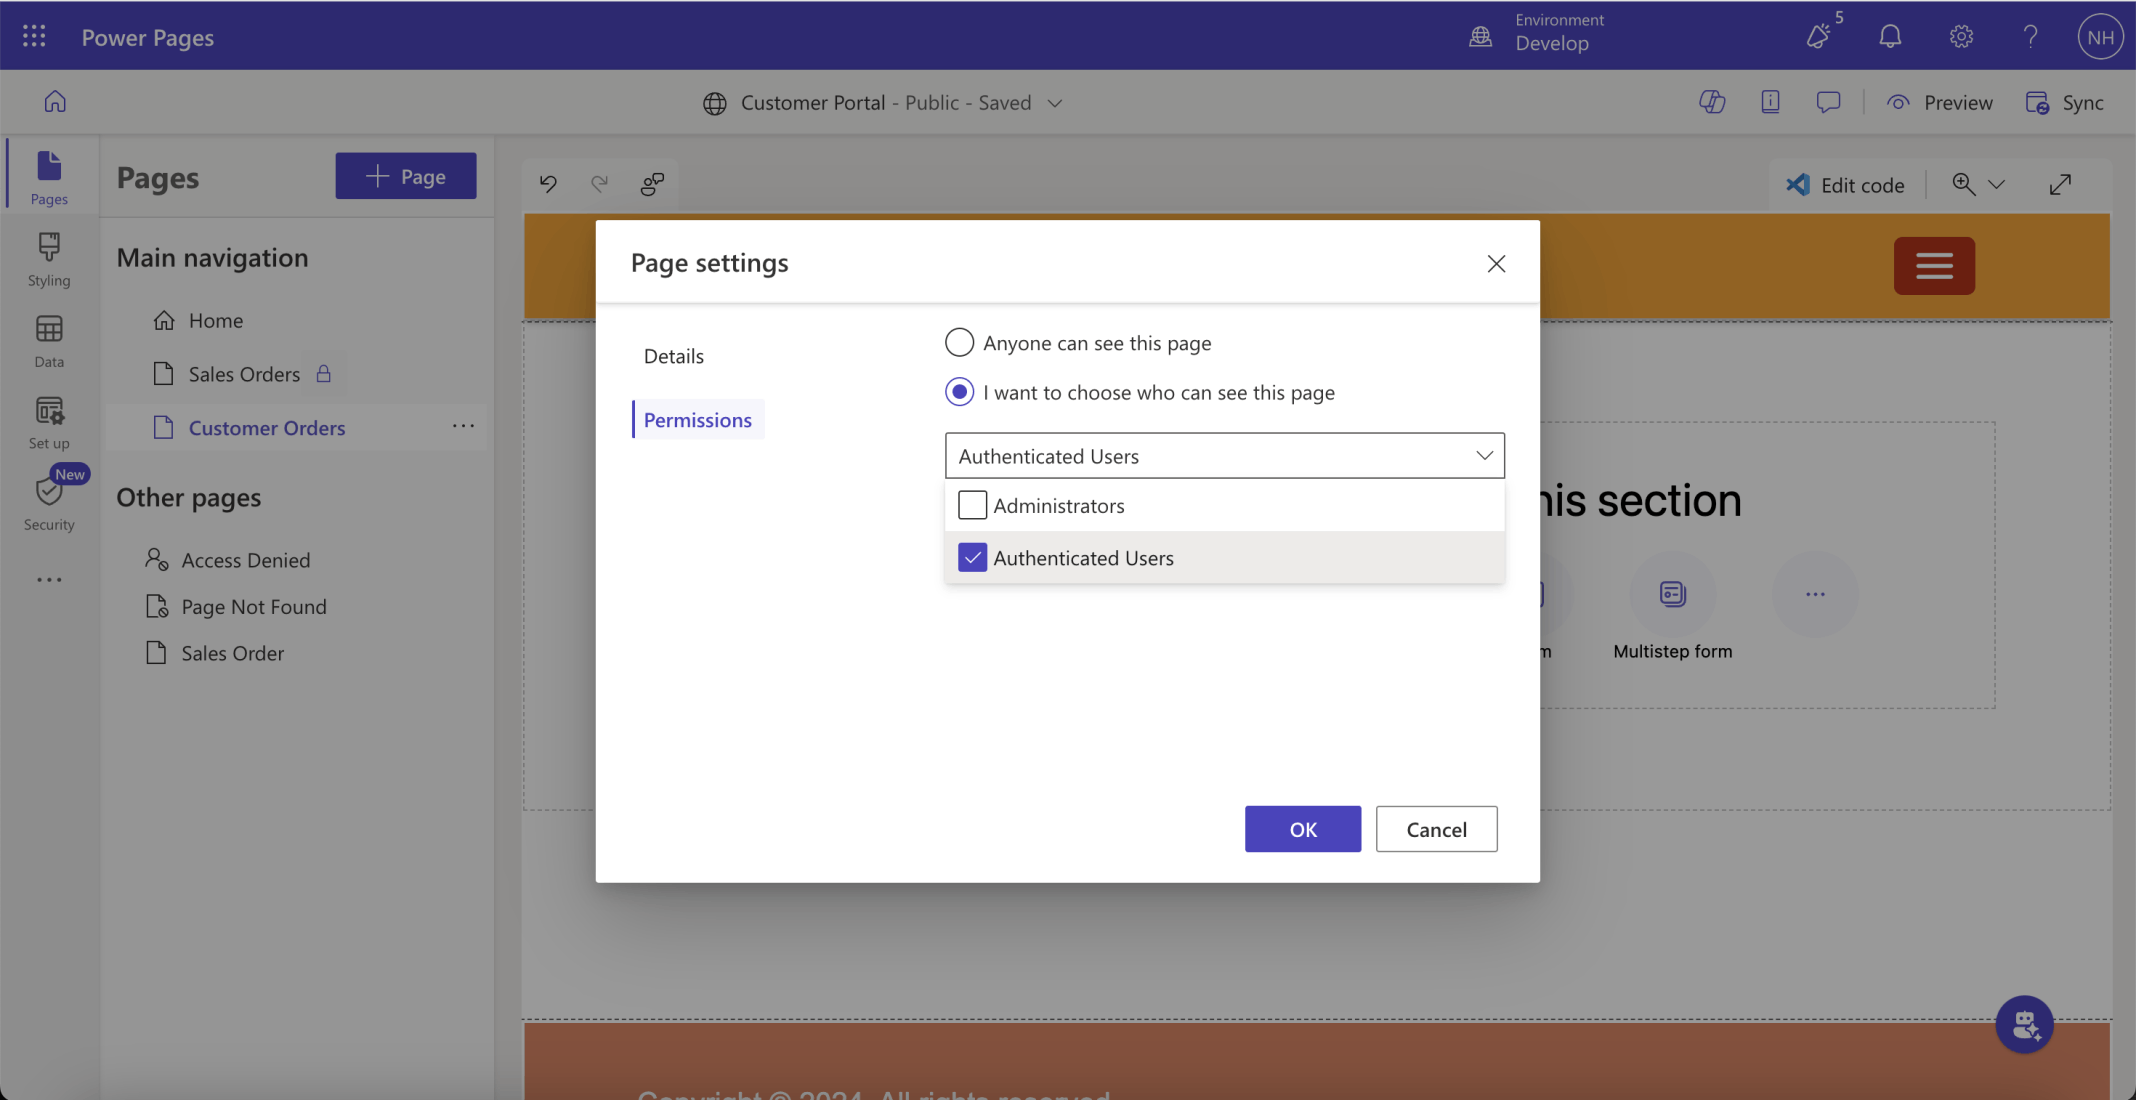 Power Pages
Environment
Develop
5
NH
Customer Portal - Public - Saved
Preview
Sync
Pages
Styling
Data
Set up
New
Security
Pages
Page
Main navigation
Home
Sales Orders
Customer Orders
Other pages
Access Denied
Page Not Found
Sales Order
Edit code
Page settings
Details
Permissions
Anyone can see this page
I want to choose who can see this page
Authenticated Users
Administrators
Authenticated Users
OK
Cancel
his section
m
Multistep form
Copyright © 2024. All rights reserved.